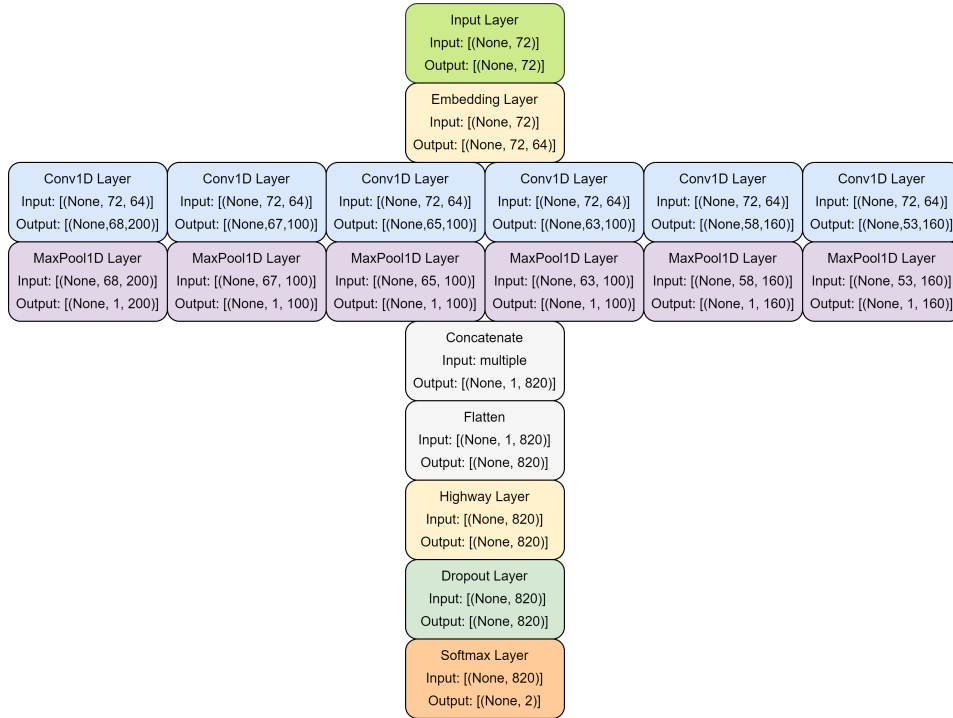 Input Layer
Input: [(None, 72)]
Output: [(None, 72)]
Embedding Layer
Input: [(None, 72)]
Output: [(None, 72, 64)]
Conv1D Layer
Input: [(None, 72, 64)]
Output: [(None,68,200)]
Conv1D Layer
Input: [(None, 72, 64)]
Output: [(None,67,100)]
Conv1D Layer
Input: [(None, 72, 64)]
Output: [(None,65,100)]
Conv1D Layer
Input: [(None, 72, 64)]
Output: [(None,63,100)]
Conv1D Layer
Input: [(None, 72, 64)]
Output: [(None,58,160)]
Conv1D Layer
Input: [(None, 72, 64)]
Output: [(None,53,160)]
MaxPool1D Layer
Input: [(None, 68, 200)]
Output: [(None, 1, 200)]
MaxPool1D Layer
Input: [(None, 67, 100)]
Output: [(None, 1, 100)]
MaxPool1D Layer
Input: [(None, 65, 100)]
Output: [(None, 1, 100)]
MaxPool1D Layer
Input: [(None, 63, 100)]
Output: [(None, 1, 100)]
MaxPool1D Layer
Input: [(None, 58, 160)]
Output: [(None, 1, 160)]
MaxPool1D Layer
Input: [(None, 53, 160)]
Output: [(None, 1, 160)]
Concatenate
Input: multiple
Output: [(None, 1, 820)]
Flatten
Input: [(None, 1, 820)]
Output: [(None, 820)]
Highway Layer
Input: [(None, 820)]
Output: [(None, 820)]
Dropout Layer
Input: [(None, 820)]
Output: [(None, 820)]
Softmax Layer
Input: [(None, 820)]
Output: [(None, 2)]